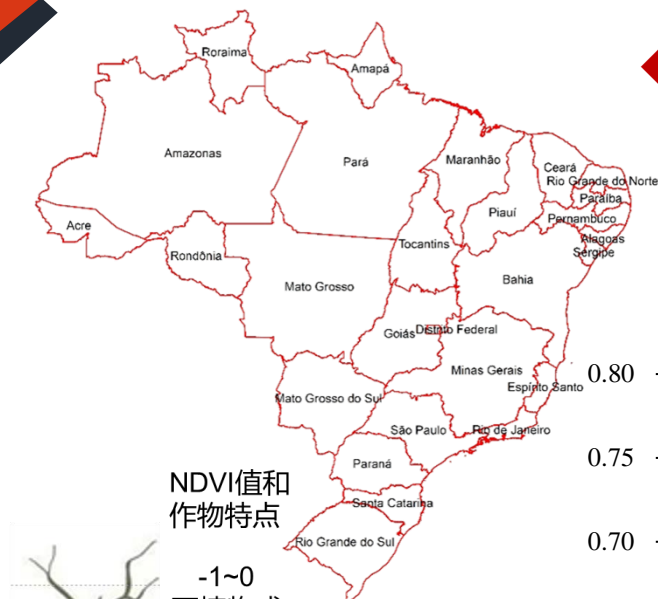 Roraima
Amapá
Amazonas
Pará
Maranhão
Ceará
Rio Grande do Norte
Paraíba
Piauí
Pernambuco
Acre
Rondônia
Tocantins
Alagoas
Sergipe
Mato Grosso
Bahia
Goiás
Distrito Federal
Minas Gerais
Espírito Santo
Mato Grosso do Sul
São Paulo
Rio de Janeiro
Paraná
Santa Catarina
Rio Grande do Sul
0.80
0.75
0.70
NDVI值和
作物特点
-1~0